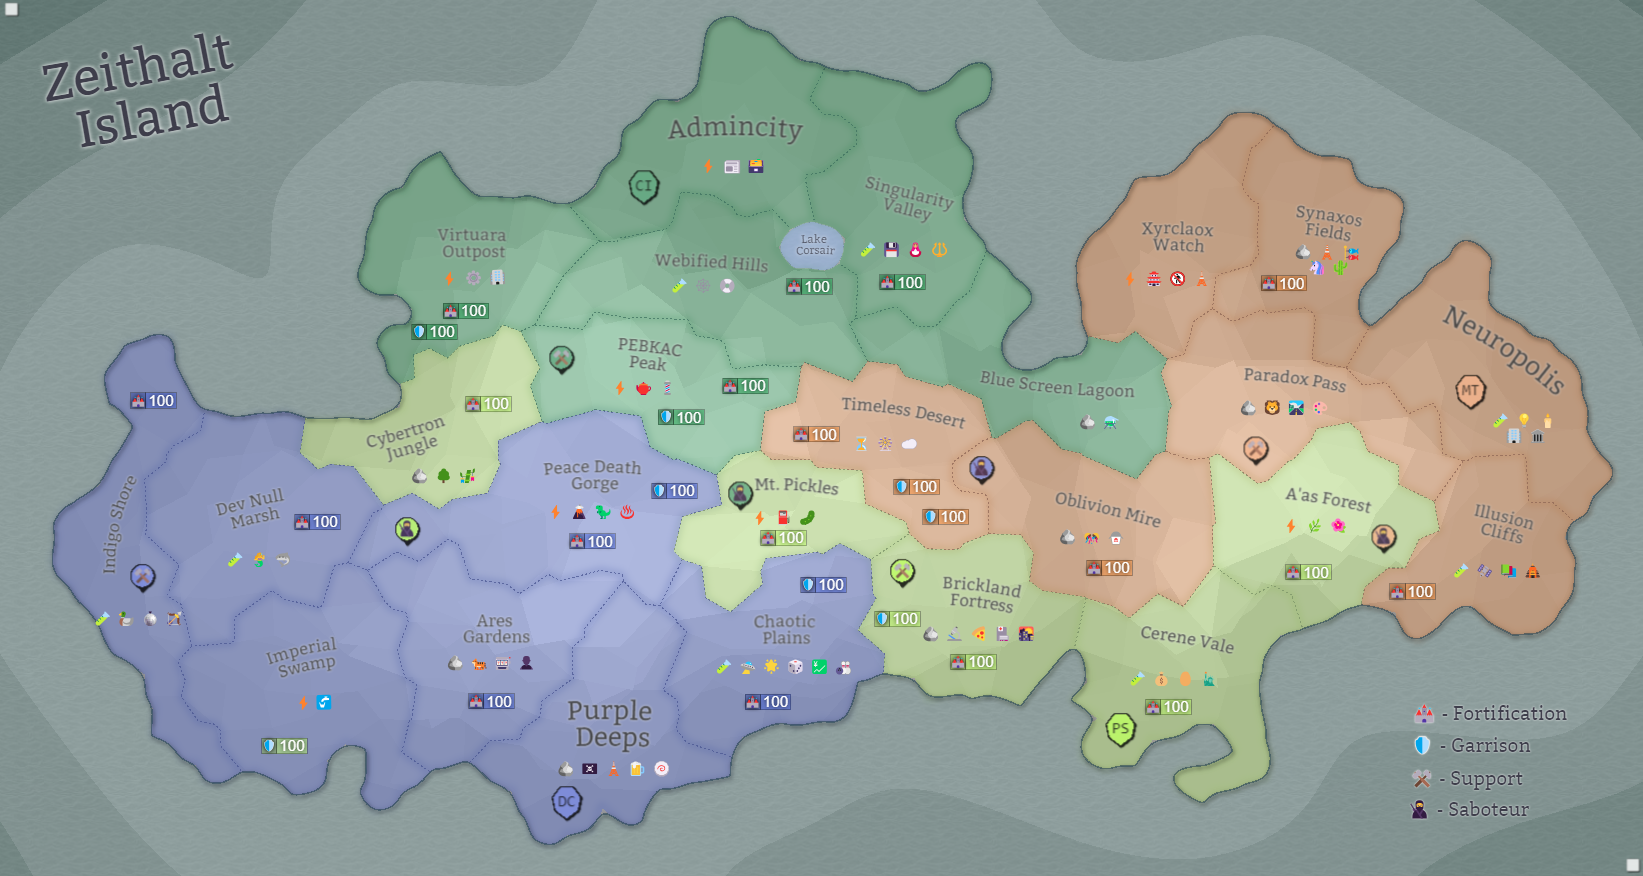 Zeithalt
Island
Admincity
CI
Singularity
Valley
Lake
Corsair
Virtuara
Outpost
Webified Hills
100
100
100
100
Xyrclaox
Watch
Synaxos
Fields
100
Neuropolis
MT
PEBKAC
Peak
100
100
Blue Screen Lagoon
Paradox Pass
Timeless Desert
100
100
100
Cybertron
Jungle
100
100
Indigo Shore
Dev Null
Marsh
100
Peace Death
Gorge
100
100
Mt. Pickles
100
Oblivion Mire
100
A'as Forest
100
Illusion
Cliffs
100
Brickland
Fortress
100
100
Chaotic
Plains
100
100
Ares
Gardens
100
Imperial
Swamp
100
Cerene Vale
100
PS
Purple
Deeps
DC
- Fortification
- Garrison
- Support
- Saboteur